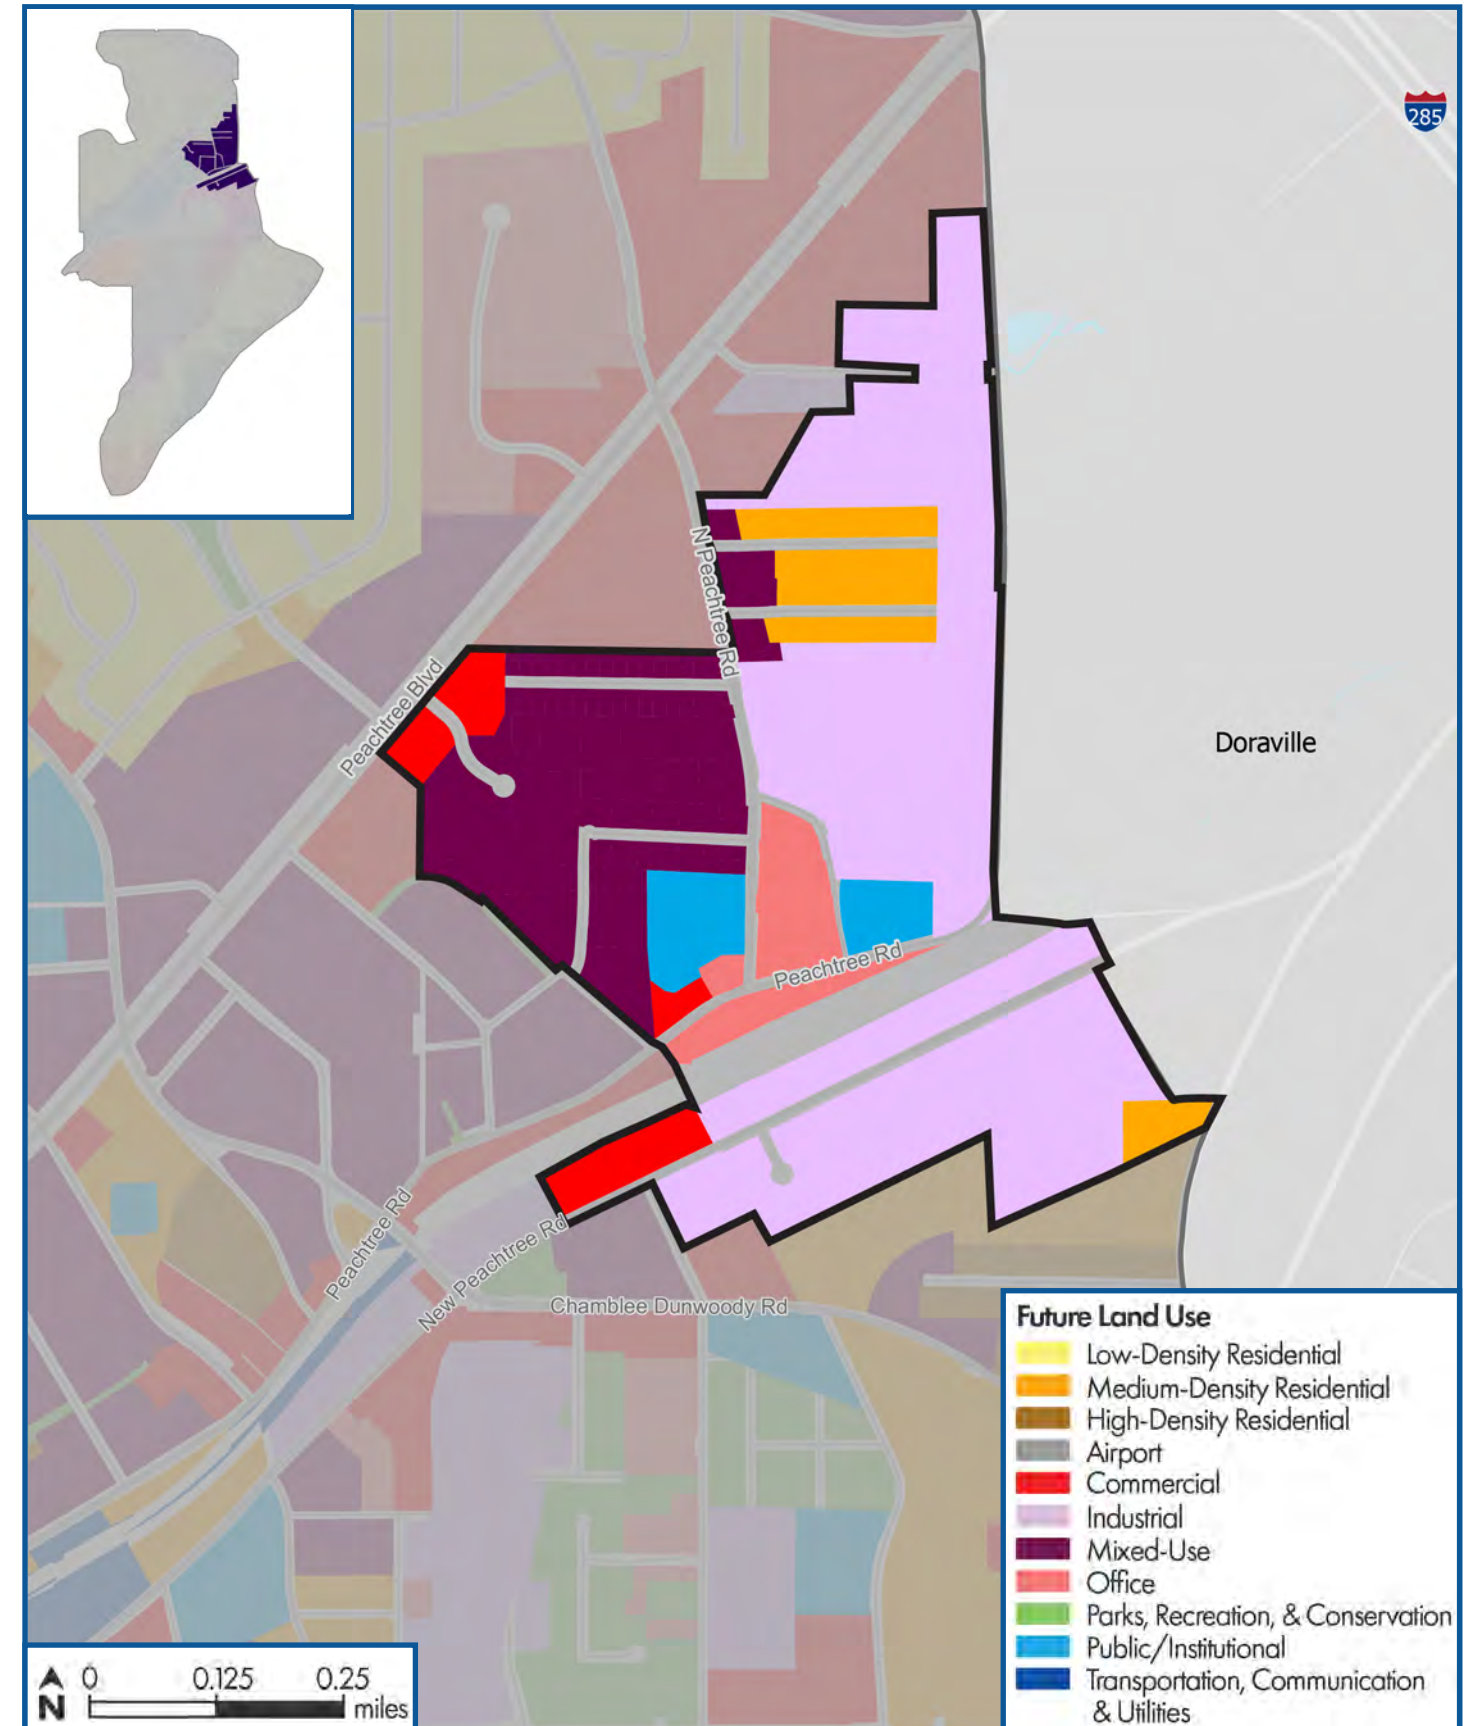 285
N Peachtree Rd
Peachtree Blvd
Doraville
Peachtree Rd
Peachtree Rd
New Peachtree Rd
Chamblee Dunwoody Rd
Future Land Use
Low-Density Residential
Medium-Density Residential
High-Density Residential
Airport
Commercial
Industrial
Mixed-Use
Office
Parks, Recreation, & Conservation
Public/Institutional
Transportation, Communication
& Utilities
0 0.125 0.25
N miles